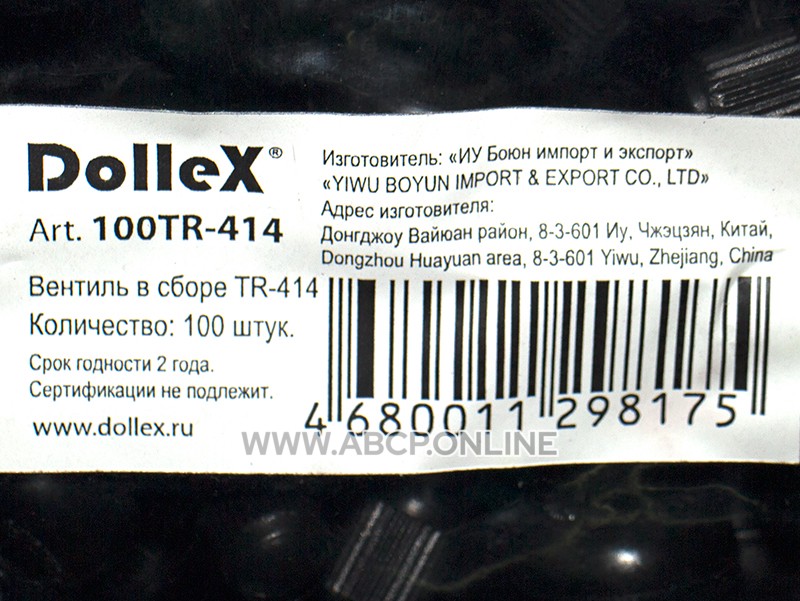 DolleX®
Art. 100TR-414
Вентиль в сборе TR-414
Количество: 100 штук.
Срок годности 2 года.
Сертификации не подлежит.
www.dollex.ru
Изготовитель: «ИУ Боюн импорт и экспорт»
«YIWU BOYUN IMPORT & EXPORT CO., LTD»
Адрес изготовителя:
Донгджоу Вайюан район, 8-3-601 Иу, Чжэцзян, Китай,
Dongzhou Huayuan area, 8-3-601 Yiwu, Zhejiang, China
4 680011 298175
WWW.ABCP.ONLINE